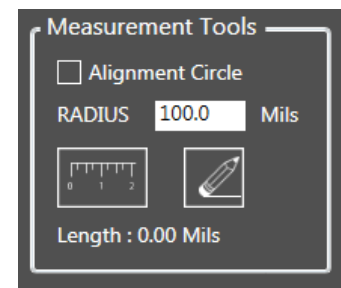 Measurement Tools
Alignment Circle
RADIUS 100.0 Mils
0 1 2
Length : 0.00 Mils